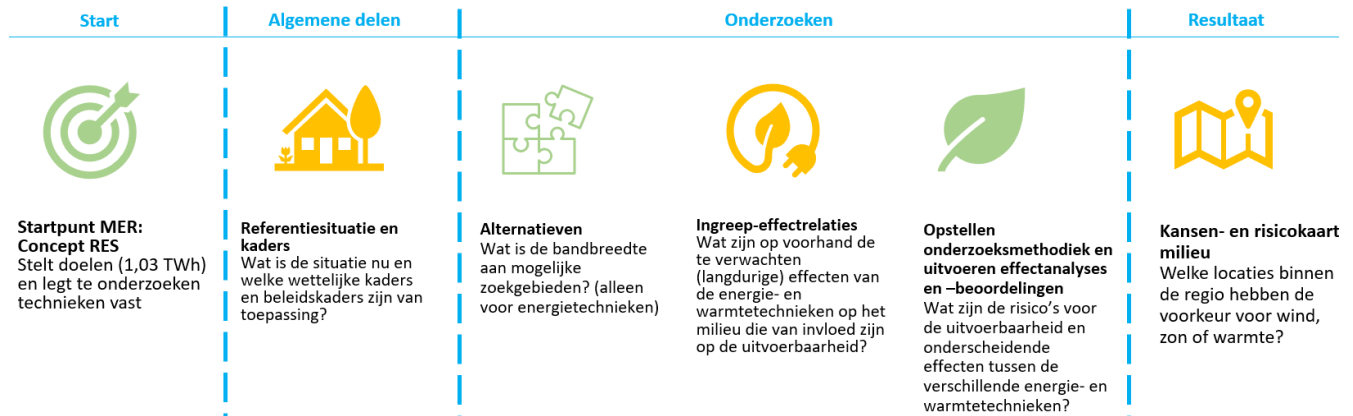 Start
Algemene delen
Onderzoeken
Resultaat
Startpunt MER:
Concept RES
Stelt doelen (1,03 TWh)
en legt te onderzoeken
technieken vast
Referentiesituatie en
kaders
Wat is de situatie nu en
welke wettelijke kaders
en beleidskaders zijn van
toepassing?
Alternatieven
Wat is de bandbreedte
aan mogelijke
zoekgebieden? (alleen
voor energietechnieken)
Ingreep-effectrelaties
Wat zijn op voorhand de
te verwachten
(langdurige) effecten van
de energie- en
warmtetechnieken op het
milieu die van invloed zijn
op de uitvoerbaarheid?
Opstellen
onderzoeksmethodiek en
uitvoeren effectanalyses
en –beoordelingen
Wat zijn de risico’s voor
de uitvoerbaarheid en
onderscheidende
effecten tussen de
verschillende energie- en
warmtetechnieken?
Kansen- en risicokaart
milieu
Welke locaties binnen
de regio hebben de
voorkeur voor wind,
zon of warmte?